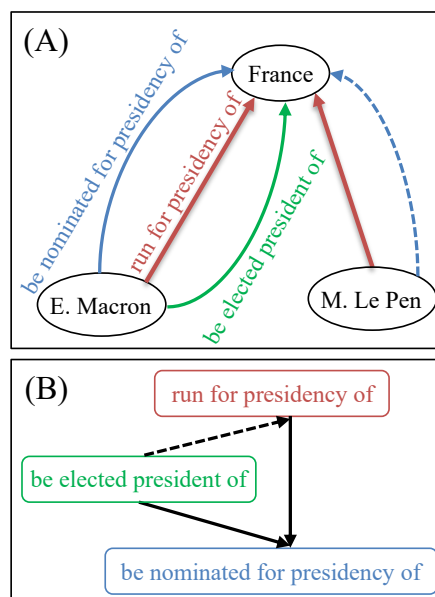 (A)
France
be nominated for presidency of
run for presidency of
be elected president of
E. Macron
M. Le Pen
(B)
run for presidency of
be elected president of
be nominated for presidency of